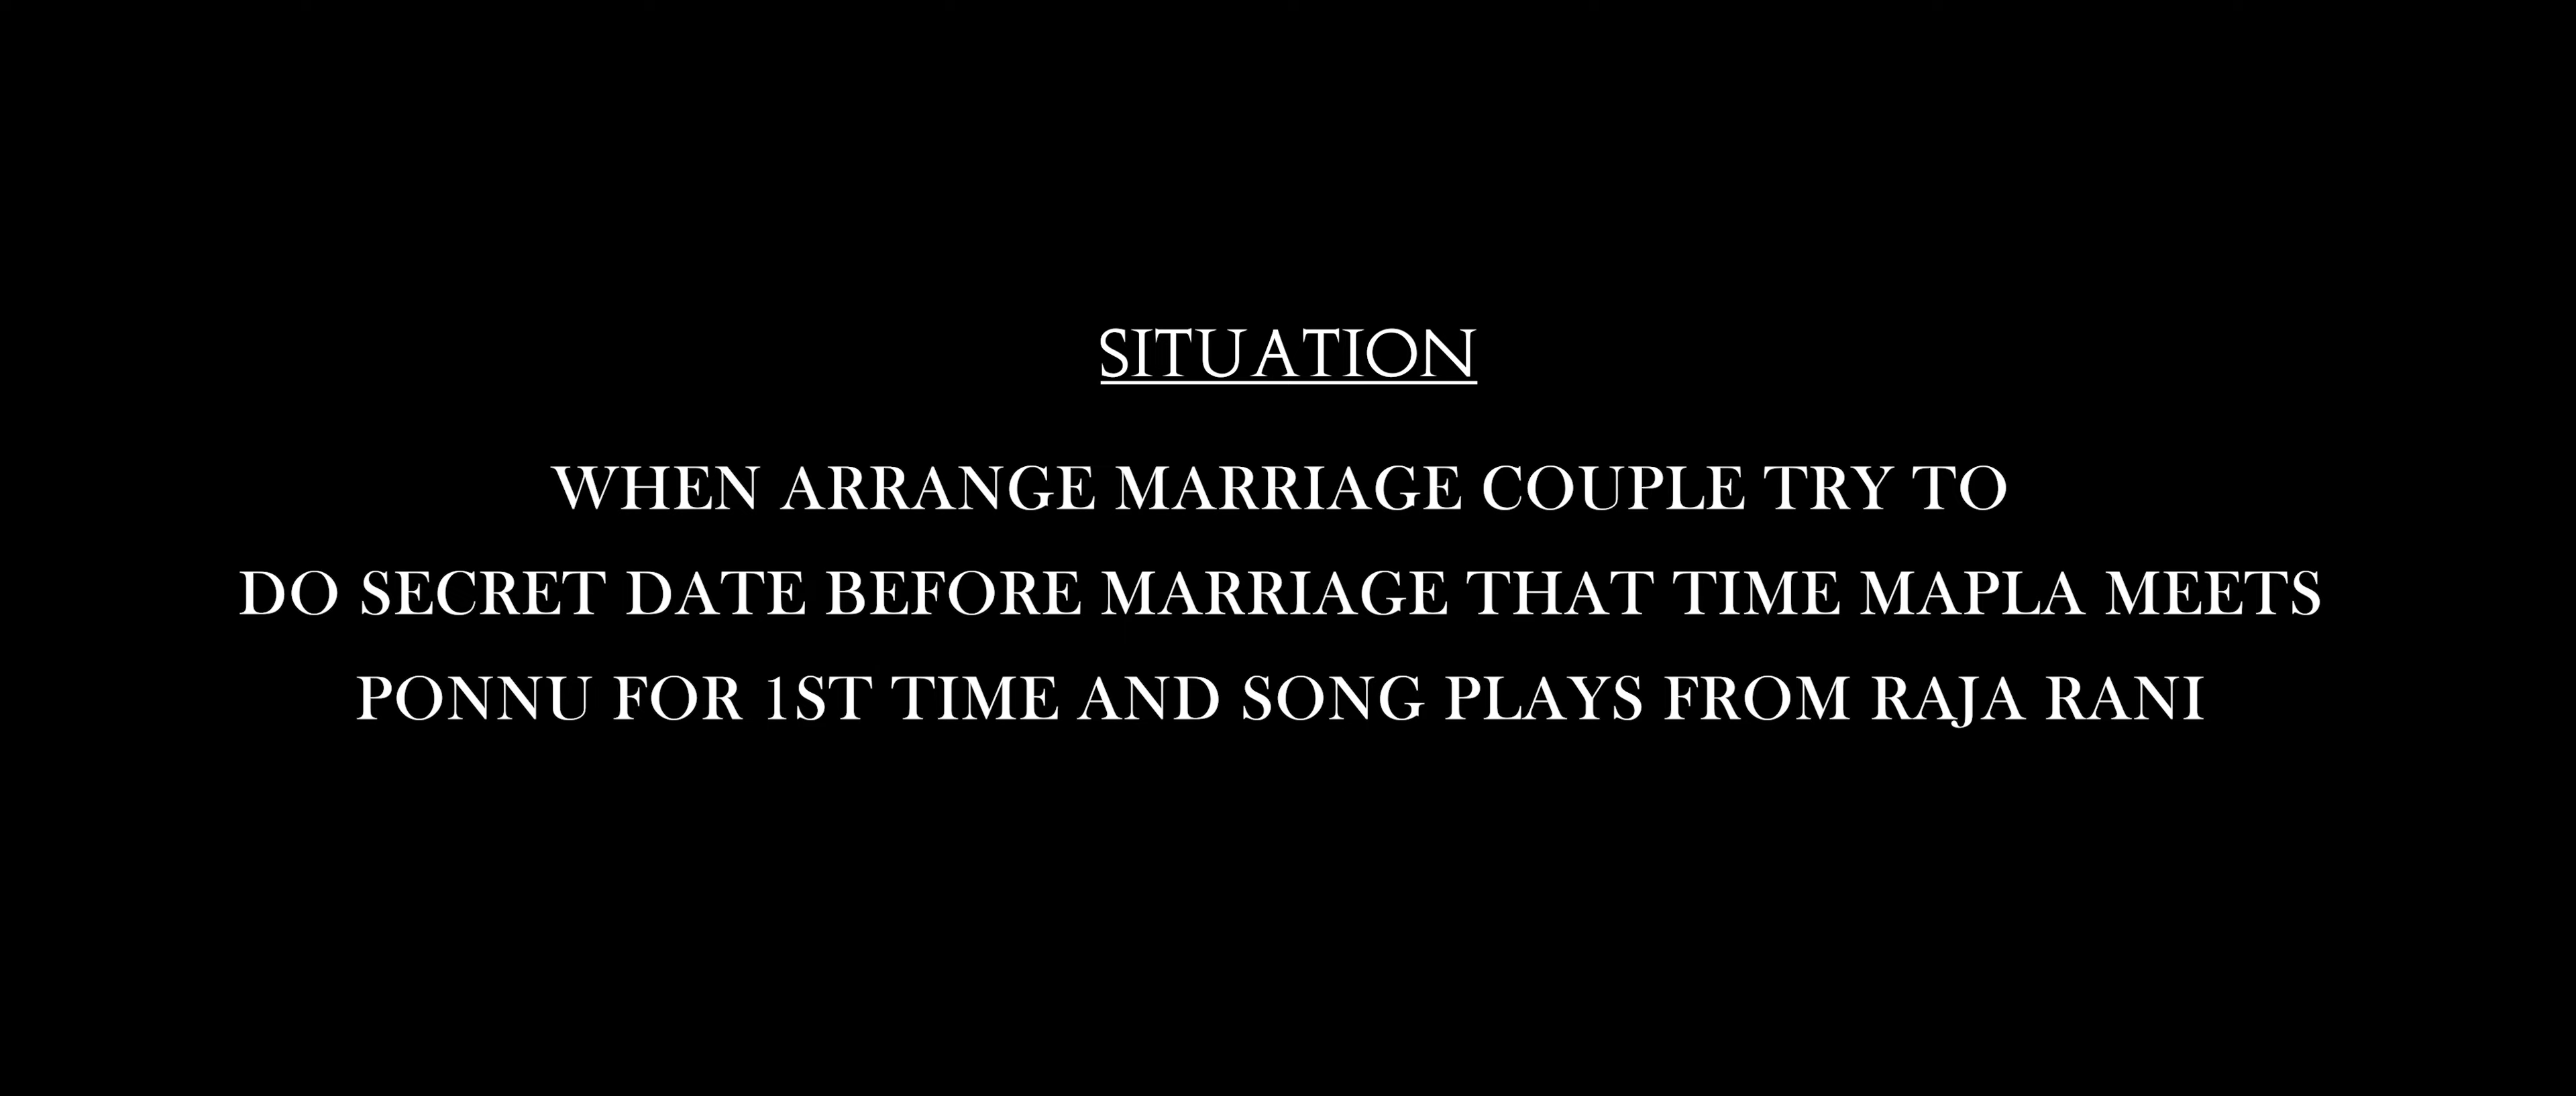 SITUATION
WHEN ARRANGE MARRIAGE COUPLE TRY TO
DO SECRET DATE BEFORE MARRIAGE THAT TIME MAPLA MEETS
PONNU FOR 1ST TIME AND SONG PLAYS FROM RAJA RANI